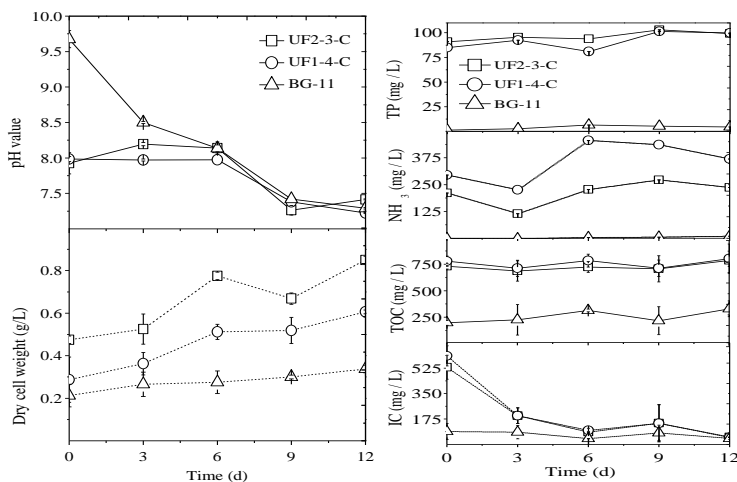 10.0
9.5
9.0
8.5
8.0
7.5
pH value
UF2-3-C
UF1-4-C
BG-11
0.8
0.6
0.4
0.2
Dry cell weight (g/L)
0 3 6 9 12
Time (d)
100
75
50
25
TP (mg / L)
UF2-3-C
UF1-4-C
BG-11
375
250
125
NH3 (mg / L)
750
500
250
TOC (mg / L)
525
350
175
IC (mg / L)
0 3 6 9 12
Time (d)